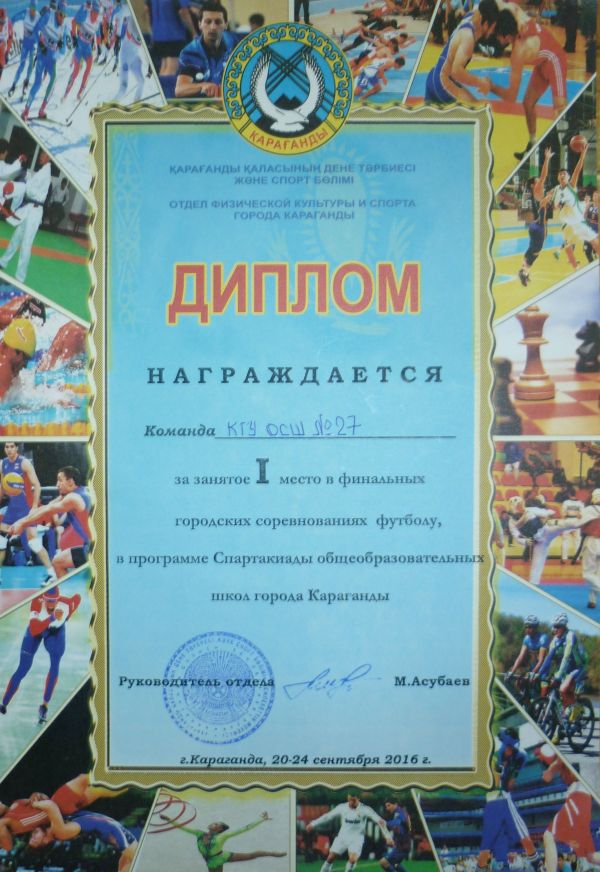 ҚАРАҒАНДЫ
ҚАРАҒАНДЫ ҚАЛАСЫНЫҢ ДЕНЕ ТӘРБИЕСІ
ЖӘНЕ СПОРТ БӨЛІМІ
ОТДЕЛ ФИЗИЧЕСКОЙ КУЛЬТУРЫ И СПОРТА
ГОРОДА КАРАГАНДЫ
ДИПЛОМ
НАГРАЖДАЕТСЯ
Команда КГУ ОСШ №27
за занятое I место в финальных
городских соревнованиях футболу,
в программе Спартакиады общеобразовательных
школ города Караганды
Руководитель отдела М.Асубаев
г.Караганда, 20-24 сентября 2016 г.